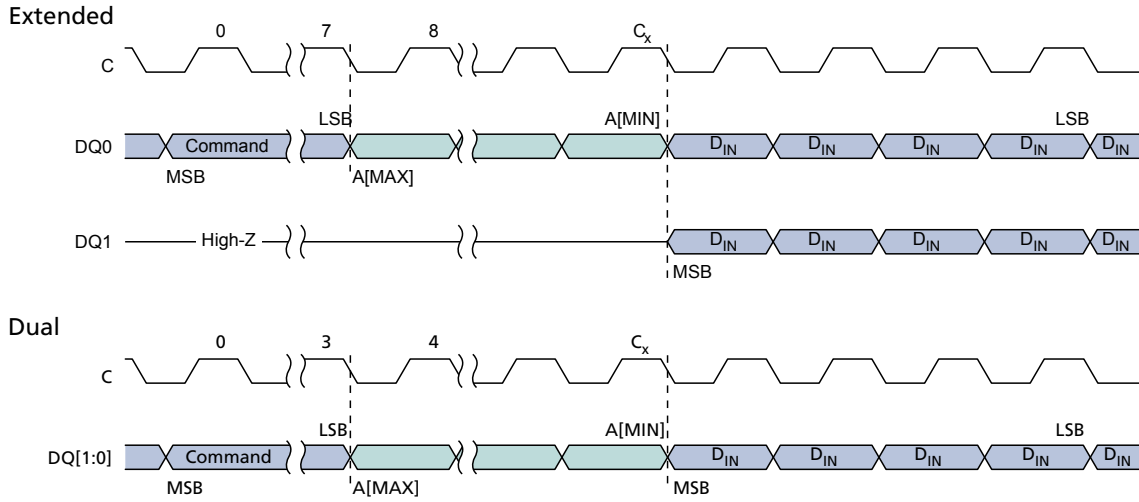 Extended
0 7 8 Cx
C
LSB A[MIN] LSB
DQ0 Command DIN DIN DIN DIN DIN
MSB A[MAX]
DQ1 High-Z DIN DIN DIN DIN DIN
MSB
Dual
0 3 4 Cx
C
LSB A[MIN] LSB
DQ[1:0] Command DIN DIN DIN DIN DIN
MSB A[MAX] MSB